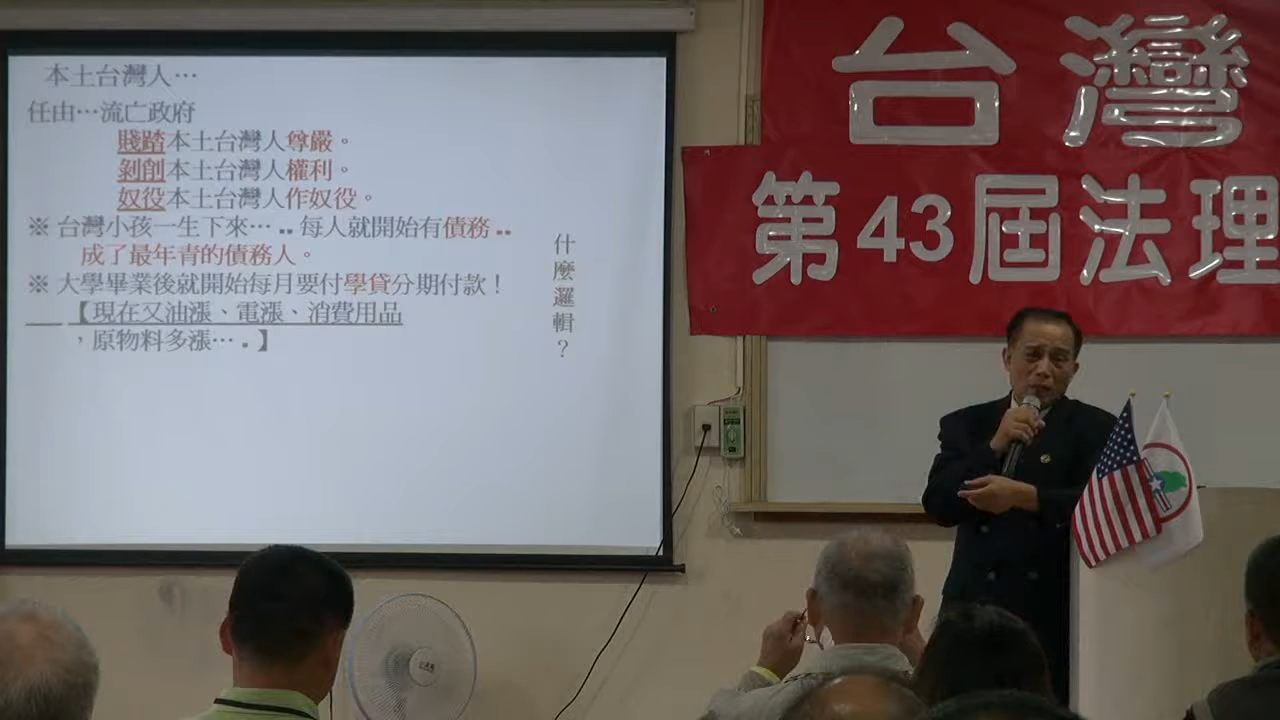 本土台灣人…
任由…流亡政府
賤踏本土台灣人尊嚴。
剝削本土台灣人權利。
奴役本土台灣人作奴役。
※ 台灣小孩一生下來… .. 每人就開始有債務 ..
成了最年青的債務人。
※ 大學畢業後就開始每月要付學貸分期付款！
【現在又油漲、電漲、消費用品
，原物料多漲… . 】
什麼邏輯？
台灣
第43屆法理